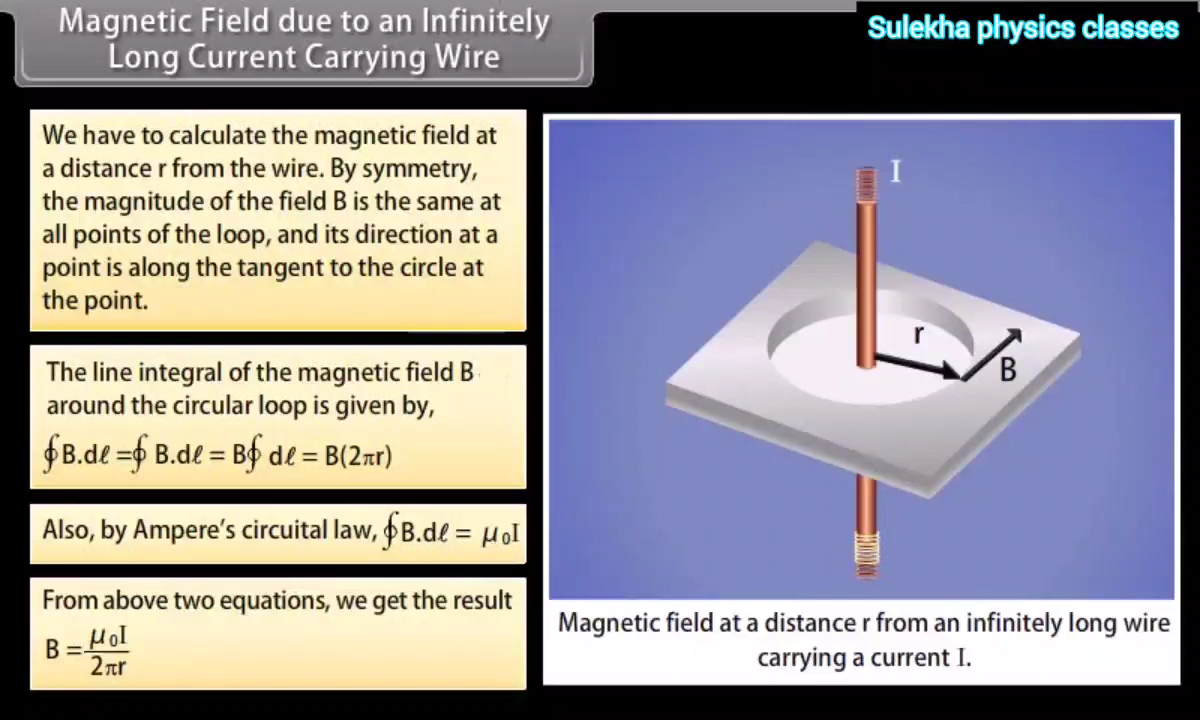 Magnetic Field due to an Infinitely
Long Current Carrying Wire
Sulekha physics classes
We have to calculate the magnetic field at
a distance r from the wire. By symmetry,
the magnitude of the field B is the same at
all points of the loop, and its direction at a
point is along the tangent to the circle at
the point.
The line integral of the magnetic field B
around the circular loop is given by,
∮B.dℓ =∮ B.dℓ = B∮ dℓ = B(2πr)
Also, by Ampere's circuital law, ∮B.dℓ = μ₀I
From above two equations, we get the result
B = μ₀I / 2πr
I
r
B
Magnetic field at a distance r from an infinitely long wire
carrying a current I.